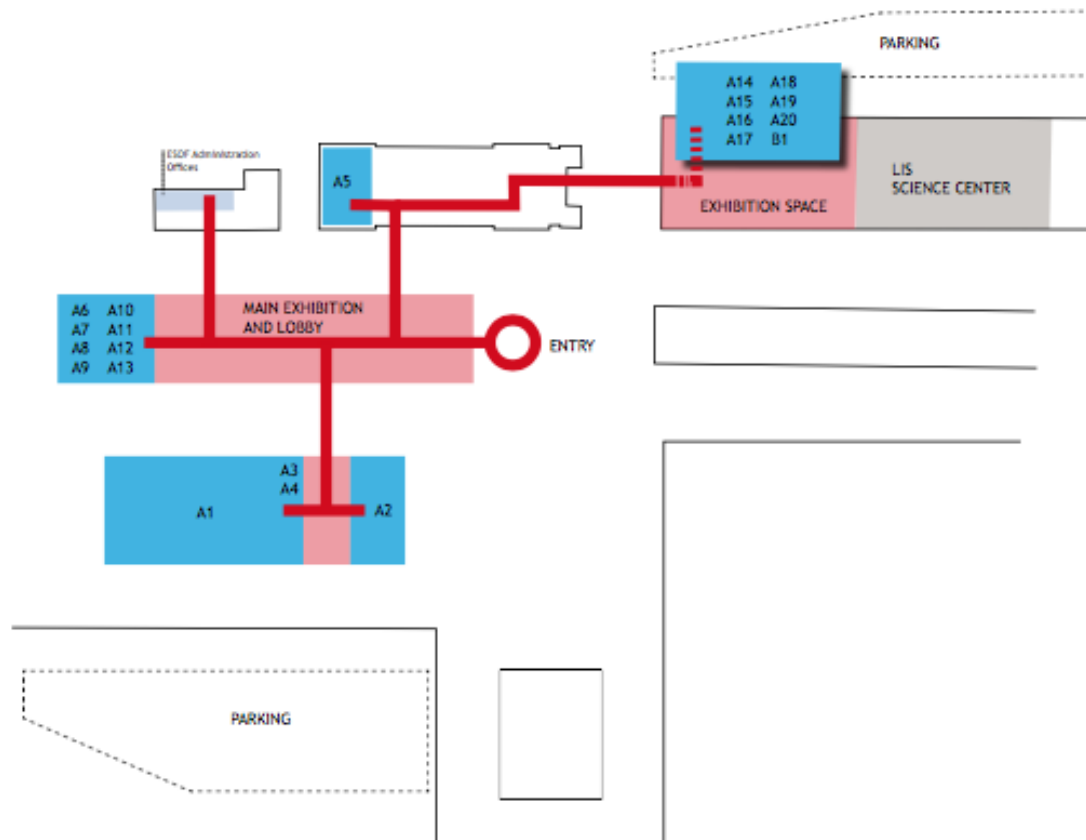 PARKING
A14 A18
A15 A19
A16 A20
A17 B1
ESOF Administration
Offices
A5
LIS
SCIENCE CENTER
EXHIBITION SPACE
A6 A10
A7 A11
A8 A12
A9 A13
MAIN EXHIBITION
AND LOBBY
ENTRY
A3
A4
A1
A2
PARKING